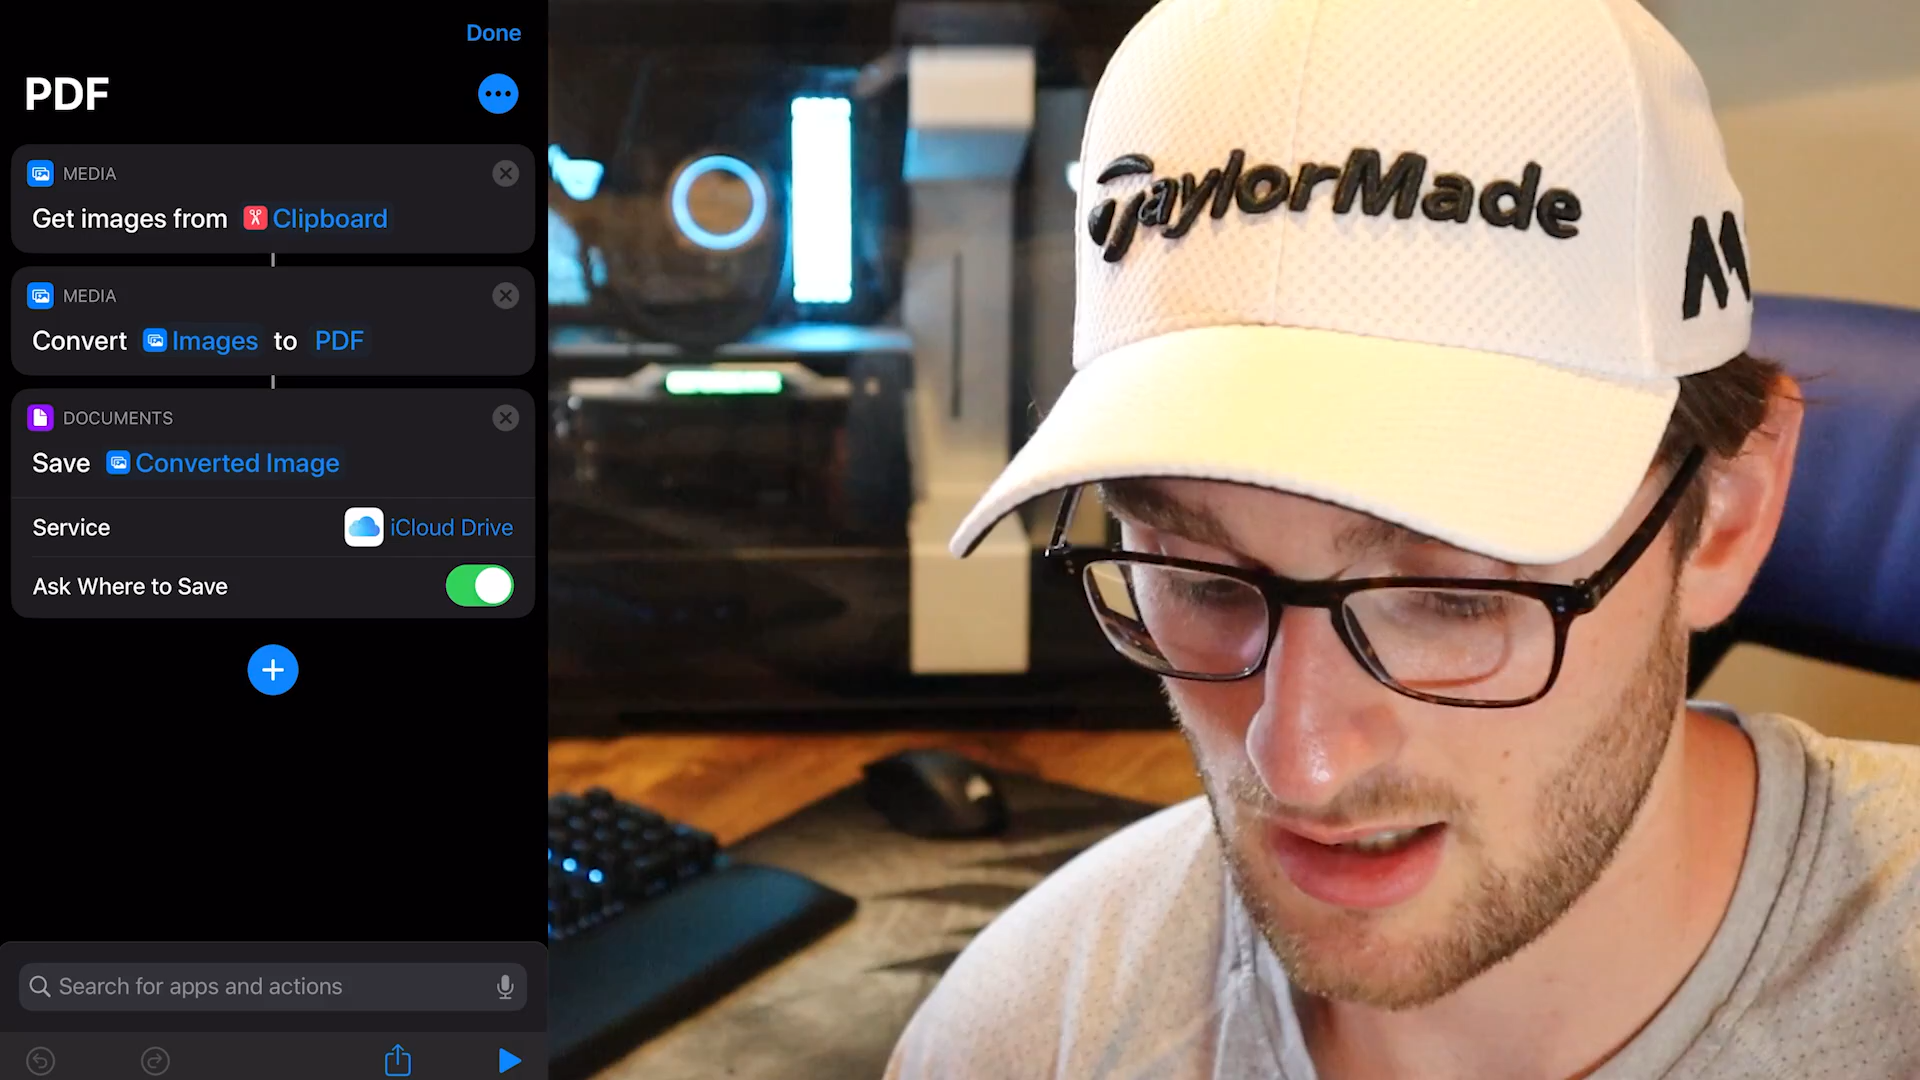 Done
PDF
MEDIA
Get images from Clipboard
MEDIA
Convert Images to PDF
DOCUMENTS
Save Converted Image
Service iCloud Drive
Ask Where to Save
Search for apps and actions
TaylorMade
M